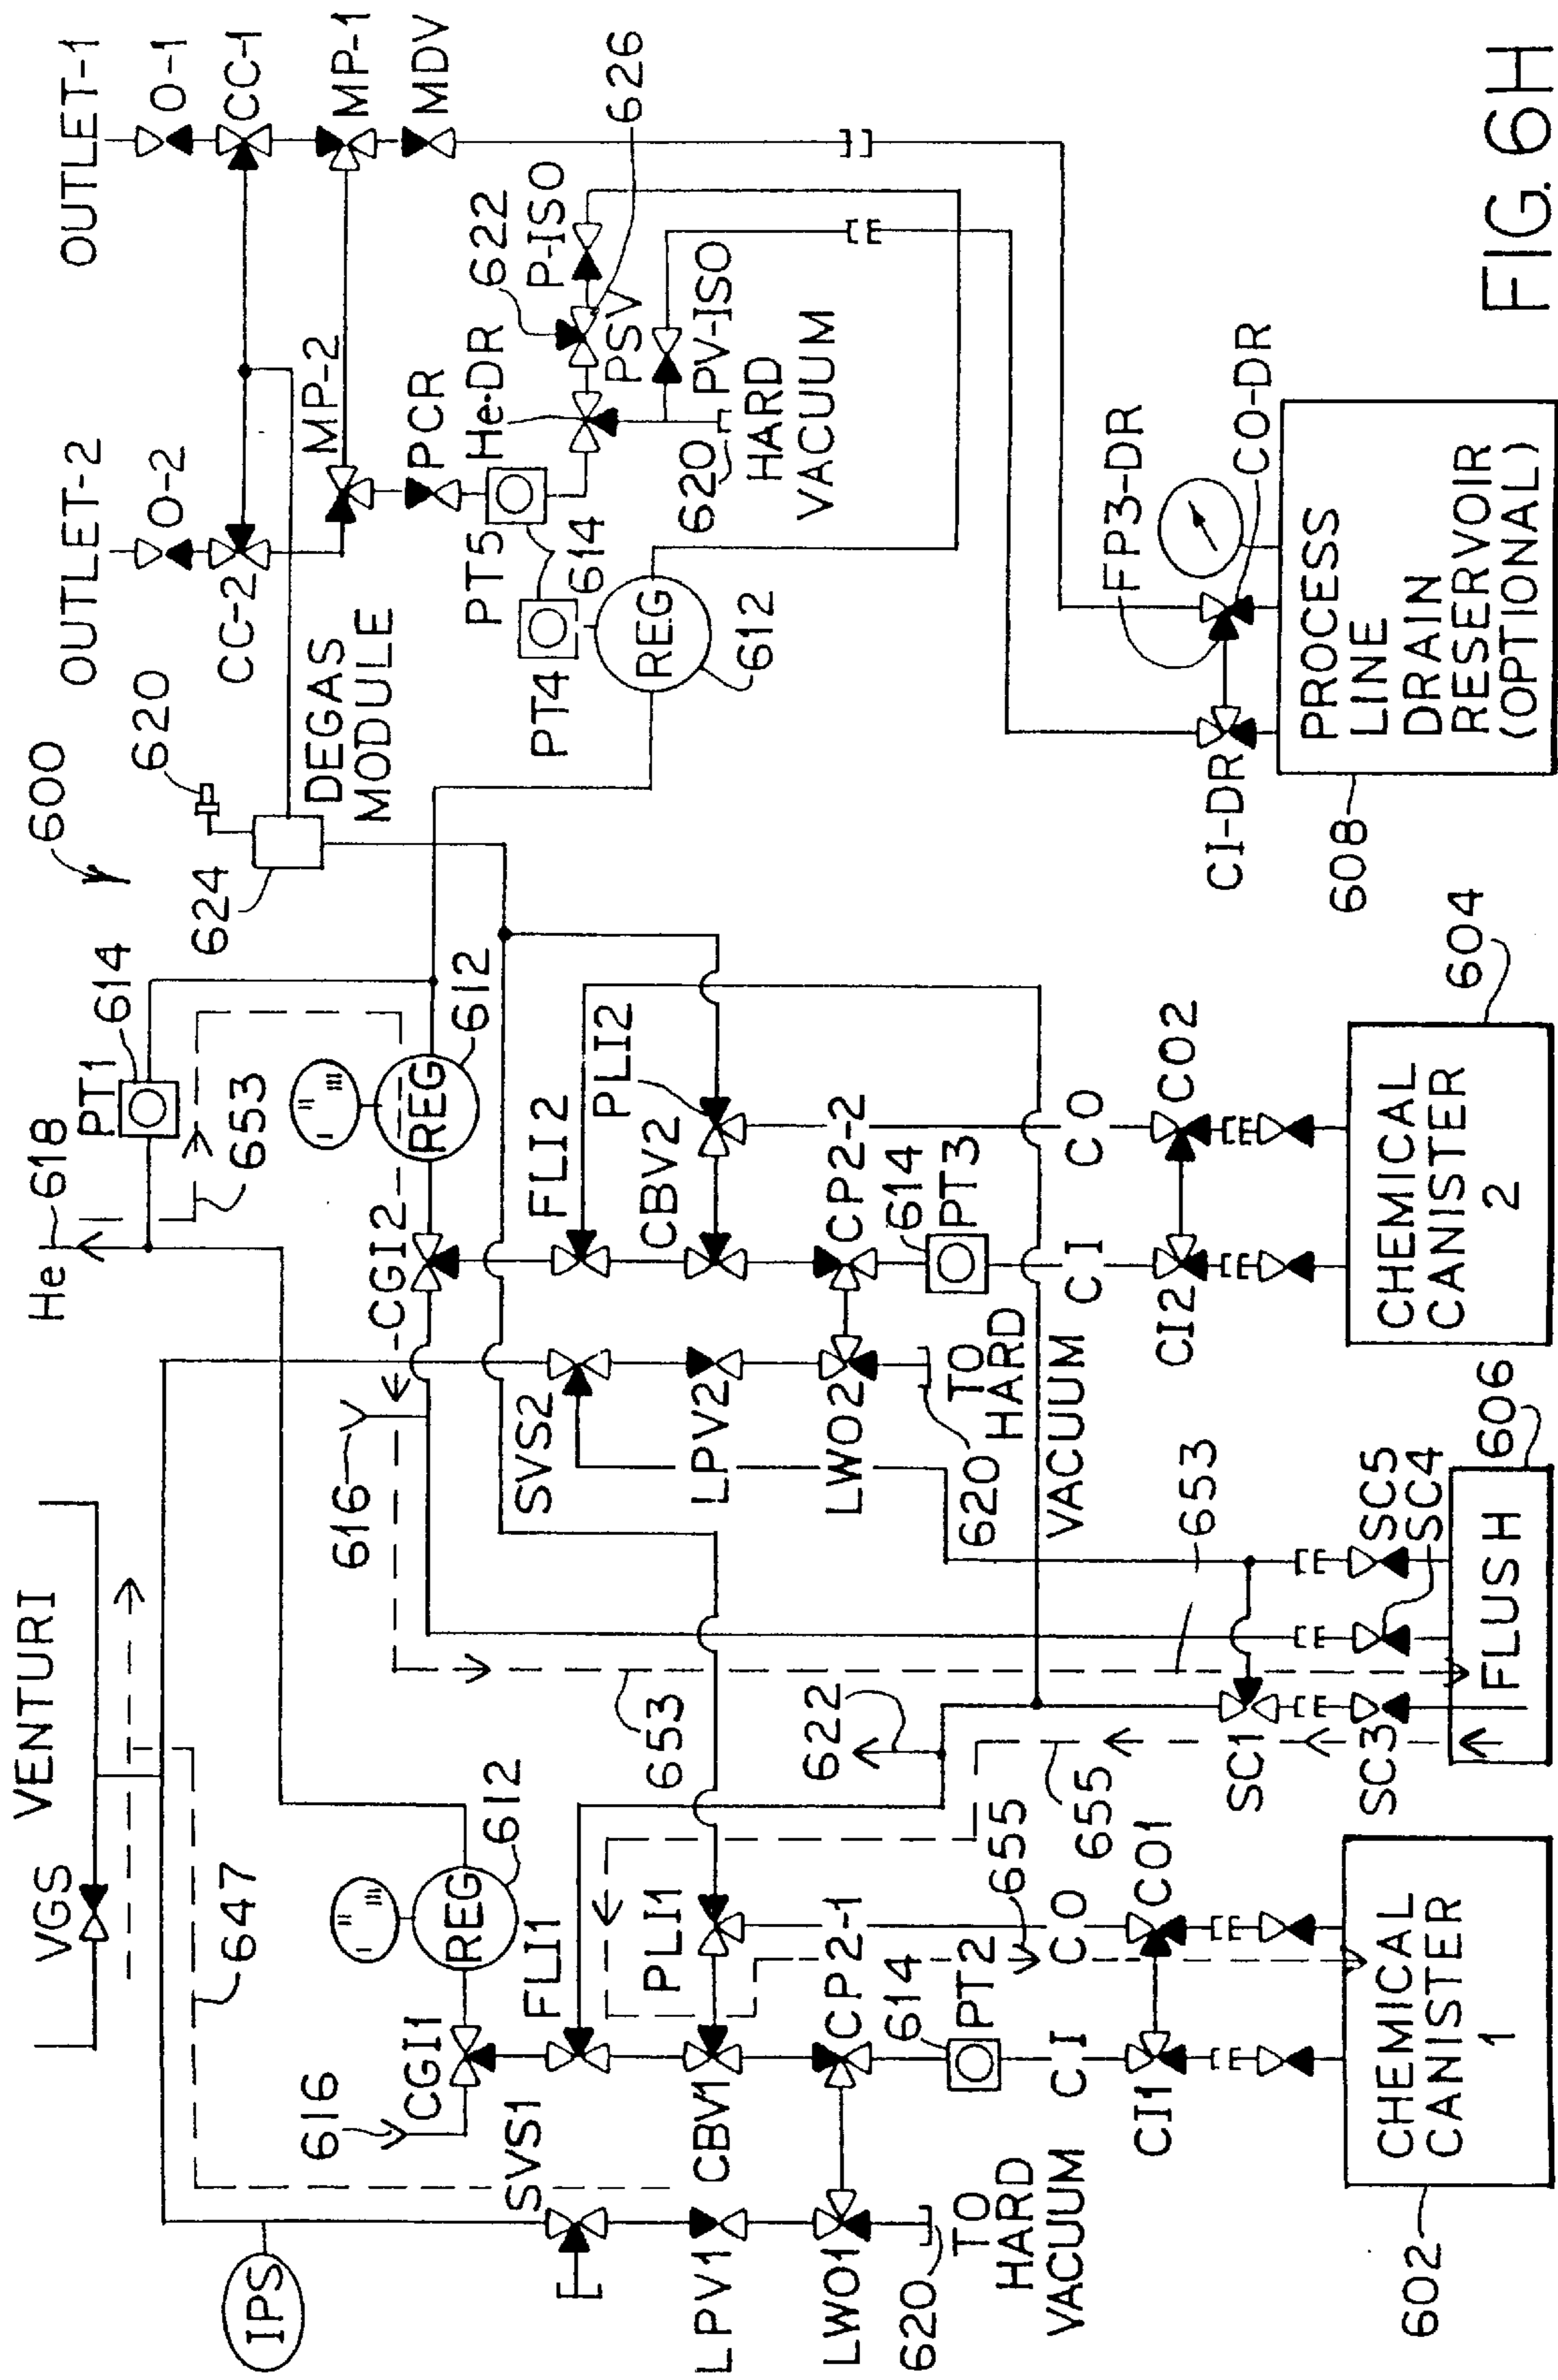 VENTURI
VGS
647
IPS
616
CGI1
REG
612
SVS1
FLI1
PLI1
LPV1
CBV1
CP2-1
LWO1
620
TO
HARD
VACUUM
614
PT2
CI
CO
655
CI1
CO1
CHEMICAL
CANISTER
1
602
653
622
655
SC1
SC3
SC5
SC4
FLUSH
606
653
616
He
618
PT1
614
653
CGI2
REG
612
SVS2
FLI2
PLI2
CBV2
LPV2
CP2-2
LWO2
620
TO
HARD
VACUUM
614
PT3
CI
CO
CI2
CO2
CHEMICAL
CANISTER
2
604
600
620
624
DEGAS
MODULE
OUTLET-2
O-2
CC-2
MP-2
PCR
PT5
614
PT4
REG
612
He-DR
OUTLET-1
O-1
CC-1
MP-1
MDV
622
P-ISO
PSV
626
PV-ISO
620
HARD
VACUUM
FP3-DR
CO-DR
CI-DR
PROCESS
LINE
DRAIN
RESERVOIR
(OPTIONAL)
608
FIG. 6H